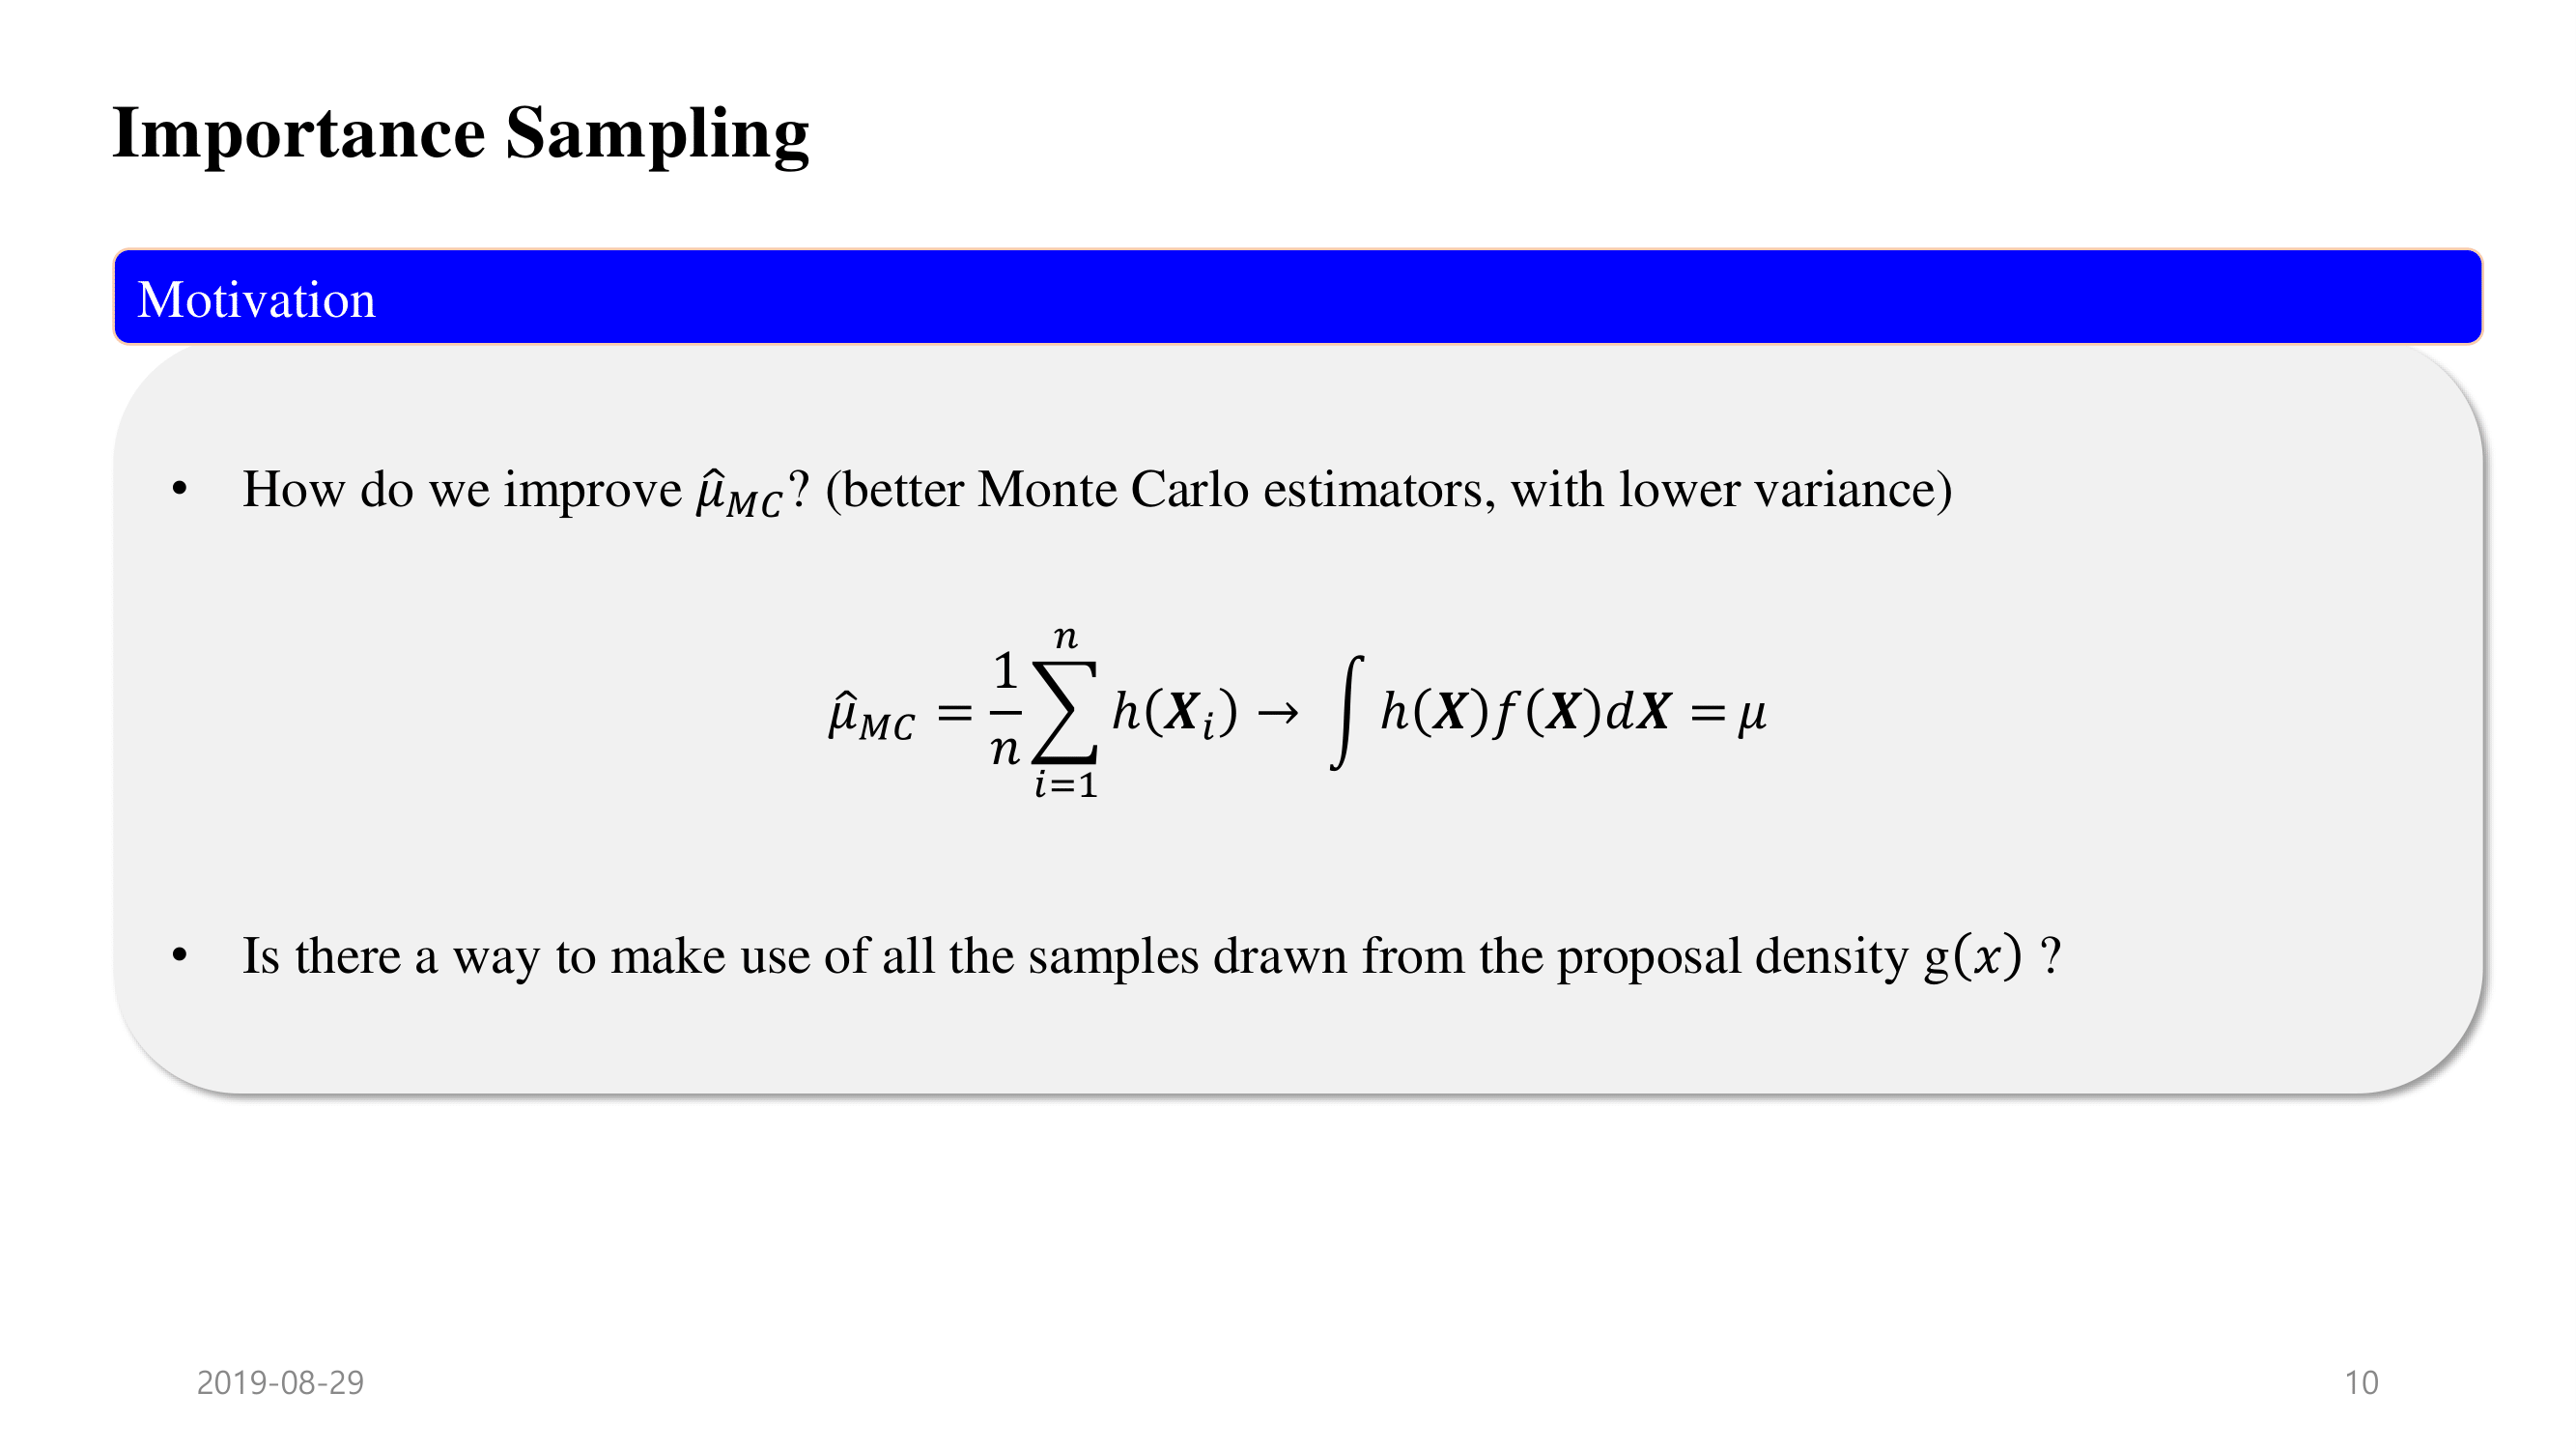 Importance Sampling
Motivation
• How do we improve $\hat{\mu}_{MC}$? (better Monte Carlo estimators, with lower variance)
$\hat{\mu}_{MC} = \frac{1}{n}\sum_{i=1}^{n} h(\boldsymbol{X}_i) \rightarrow \int h(\boldsymbol{X})f(\boldsymbol{X})d\boldsymbol{X} = \mu$
• Is there a way to make use of all the samples drawn from the proposal density g$(x)$ ?
2019-08-29
10